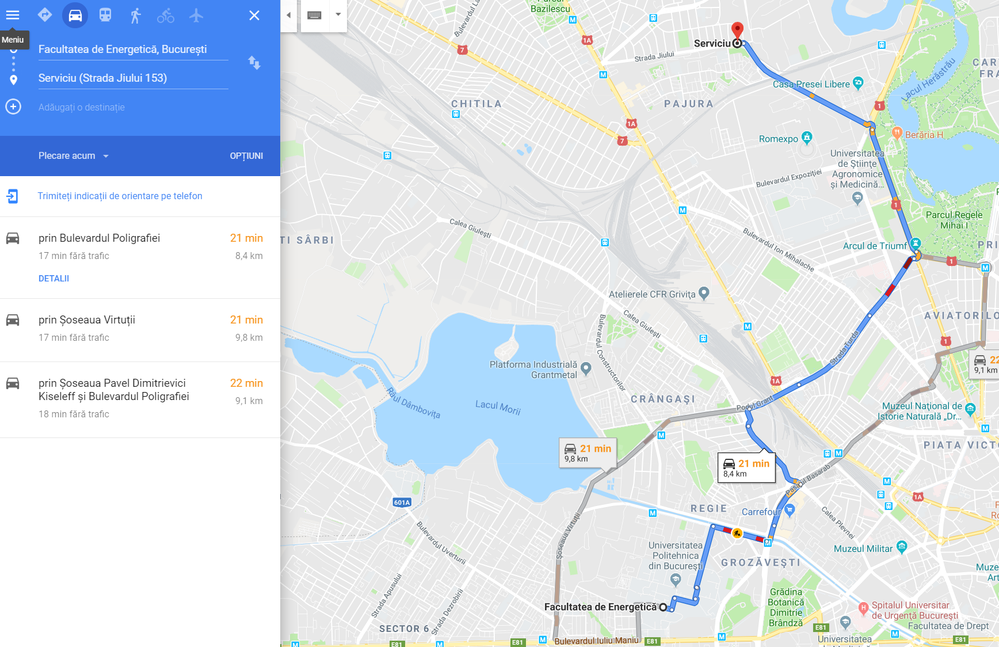 Meniu
Facultatea de Energetică, București
Serviciu (Strada Jiului 153)
Adăugați o destinație
Plecare acum
OPȚIUNI
Trimiteți indicații de orientare pe telefon
prin Bulevardul Poligrafiei
21 min
17 min fără trafic
8,4 km
DETALII
prin Șoseaua Virtuții
21 min
17 min fără trafic
9,8 km
prin Șoseaua Pavel Dimitrievici
Kiseleff și Bulevardul Poligrafiei
22 min
9,1 km
18 min fără trafic
Bazilescu
Bulevardul
M
1A
7
Serviciu
Strada Jiului
M
Casa Presei Libere
Lacul Herăstrău
CAR
FRA
CHITILA
PAJURA
1
1A
7
Romexpo
Berăria H
Universitatea
de Științe
Agronomice
și Medicină...
Bulevardul Expoziției
1
M
Parcul Regele
Mihai I
Calea Giulești
Bulevardul Ion Mihalache
TI SÂRBI
Arcul de Triumf
PRI
1
M
Atelierele CFR Grivița
Calea Giulești
Bulevardul Constructorilor
AVIATORILO
M
1
Strada Turda
Platforma Industrială
Grantmetal
22
9,1 km
1A
Râul Dâmbovița
Lacul Morii
CRÂNGAȘI
Podul Grant
Muzeul Național de
Istorie Naturală „Dr...
M
M
PIATA VICT
21 min
9,8 km
21 min
8,4 km
M
Pasajul Basarab
M
1A
601A
M
REGIE
Carrefour
Calea Plevnei
Bulevardul Uverturii
Șoseaua Virtuții
Universitatea
Politehnica
din București
M
GROZĂVEȘTI
Muzeul Militar
Muze
Art
Strada Apusului
Strada Dezrobirii
Facultatea de Energetică
Grădina
Botanică
Dimitrie
Brândză
H
Spitalul Universitar
de Urgență București
Facultatea de Drept
SECTOR 6
E81
Bulevardul Iuliu Maniu
E81
E81
E81
E81
M
M
M
M
M
Universitatea